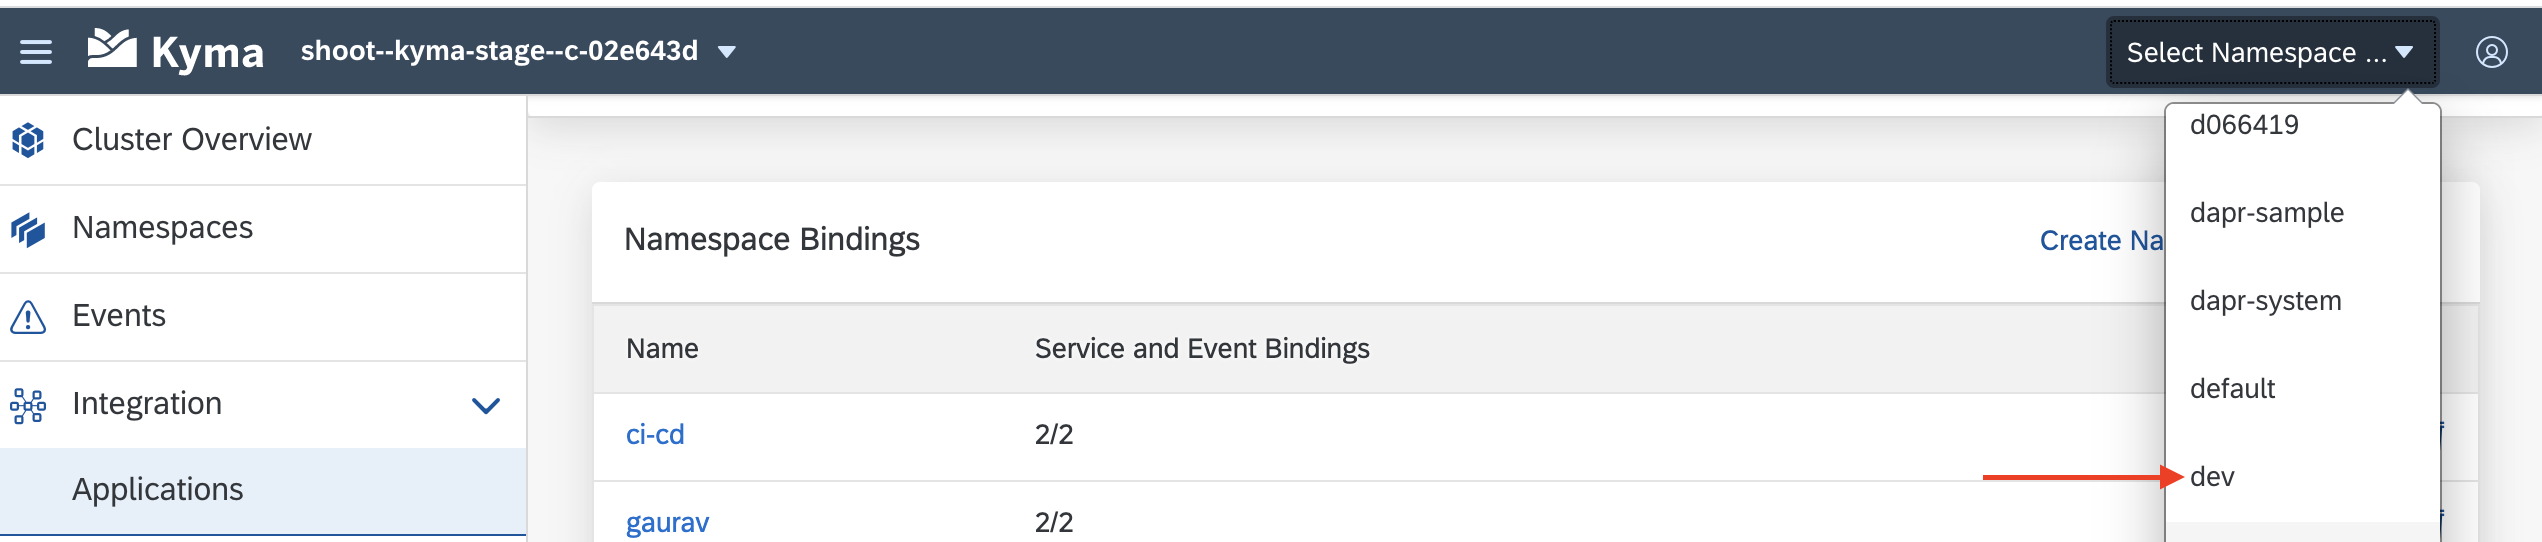 Kyma shoot--kyma-stage--c-02e643d Select Namespace ...
Cluster Overview
Namespaces
Events
Integration
Applications
Namespace Bindings
Create Na
Name Service and Event Bindings
ci-cd 2/2
gaurav 2/2
d066419
dapr-sample
dapr-system
default
dev